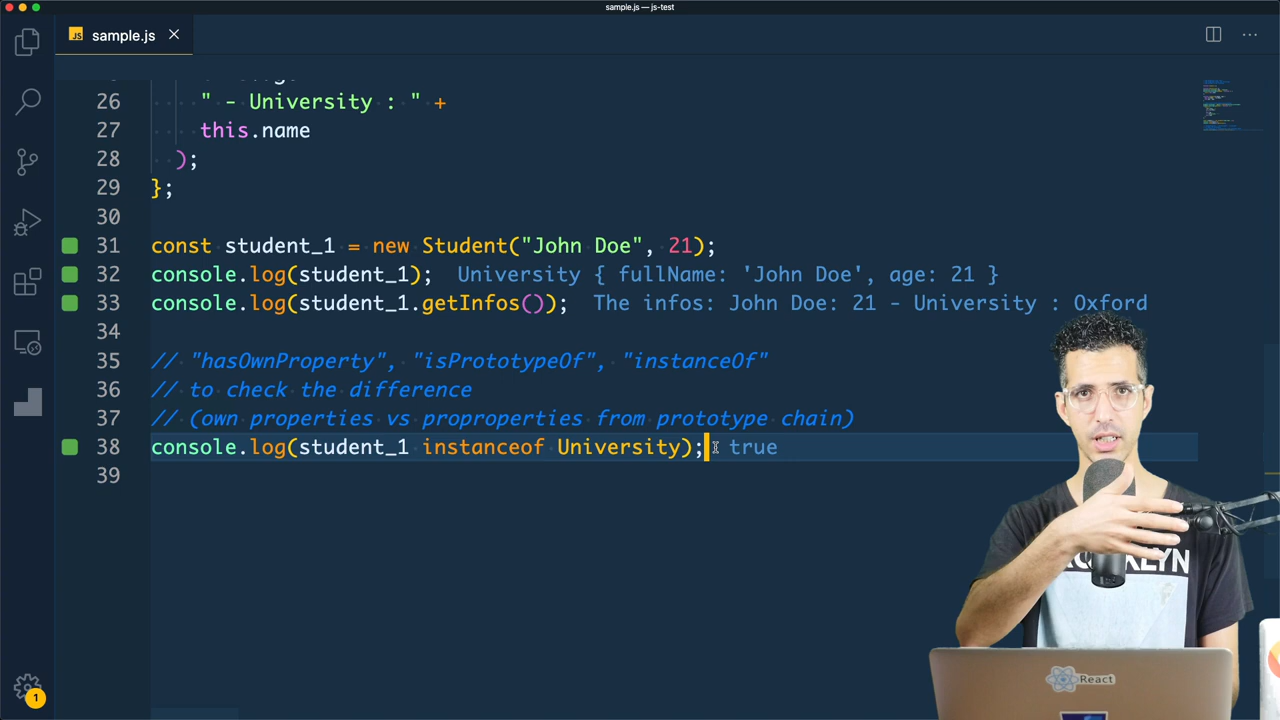 sample.js — js-test
JS sample.js
26 " - University : " +
27 this.name
28 );
29 };
30
31 const student_1 = new Student("John Doe", 21);
32 console.log(student_1); University { fullName: 'John Doe', age: 21 }
33 console.log(student_1.getInfos()); The infos: John Doe: 21 - University : Oxford
34
35 // "hasOwnProperty", "isPrototypeOf", "instanceOf"
36 // to check the difference
37 // (own properties vs proproperties from prototype chain)
38 console.log(student_1 instanceof University); true
39
React
1